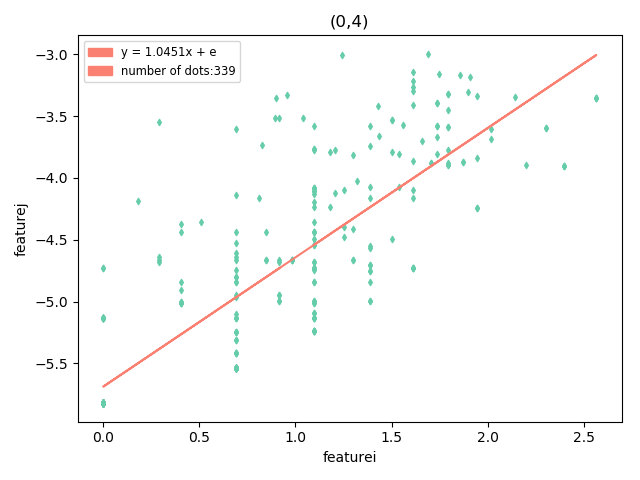 (0,4)
y = 1.0451x + e
number of dots:339
−3.0
−3.5
−4.0
−4.5
−5.0
−5.5
featurej
0.0 0.5 1.0 1.5 2.0 2.5
featurei